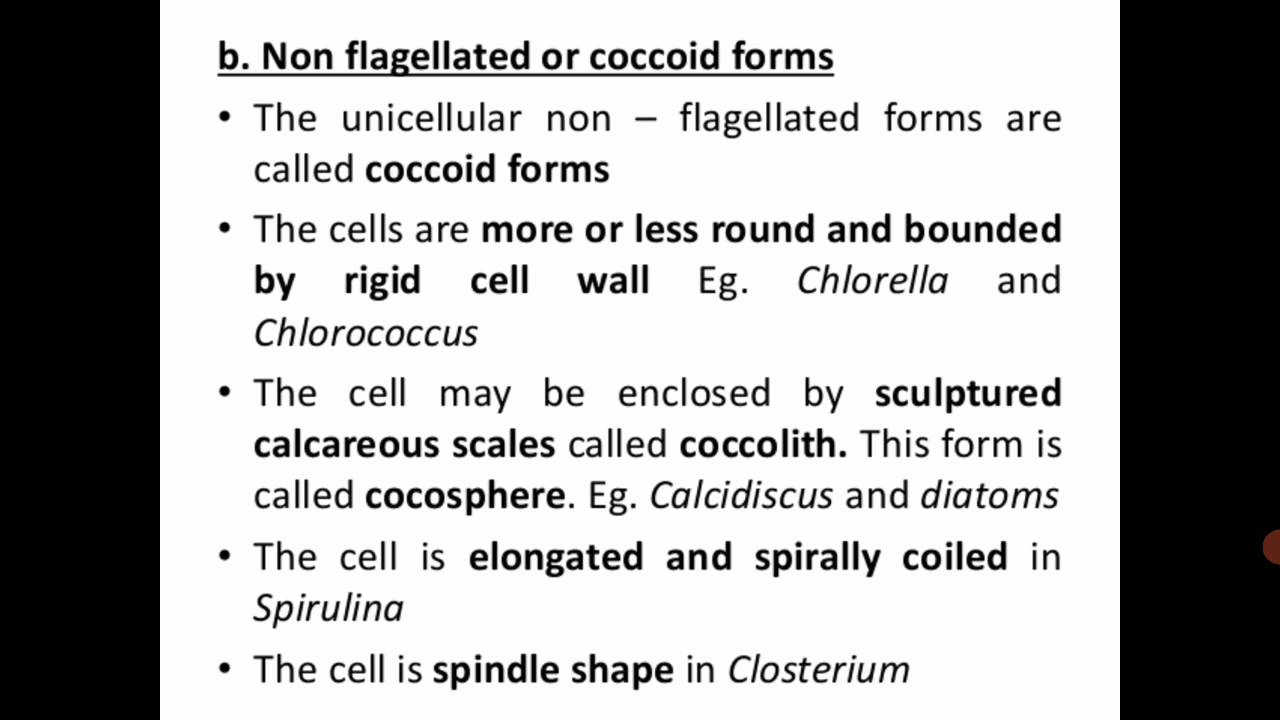 b. Non flagellated or coccoid forms
• The unicellular non – flagellated forms are
called coccoid forms
• The cells are more or less round and bounded
by rigid cell wall Eg. Chlorella and
Chlorococcus
• The cell may be enclosed by sculptured
calcareous scales called coccolith. This form is
called cocosphere. Eg. Calcidiscus and diatoms
• The cell is elongated and spirally coiled in
Spirulina
• The cell is spindle shape in Closterium